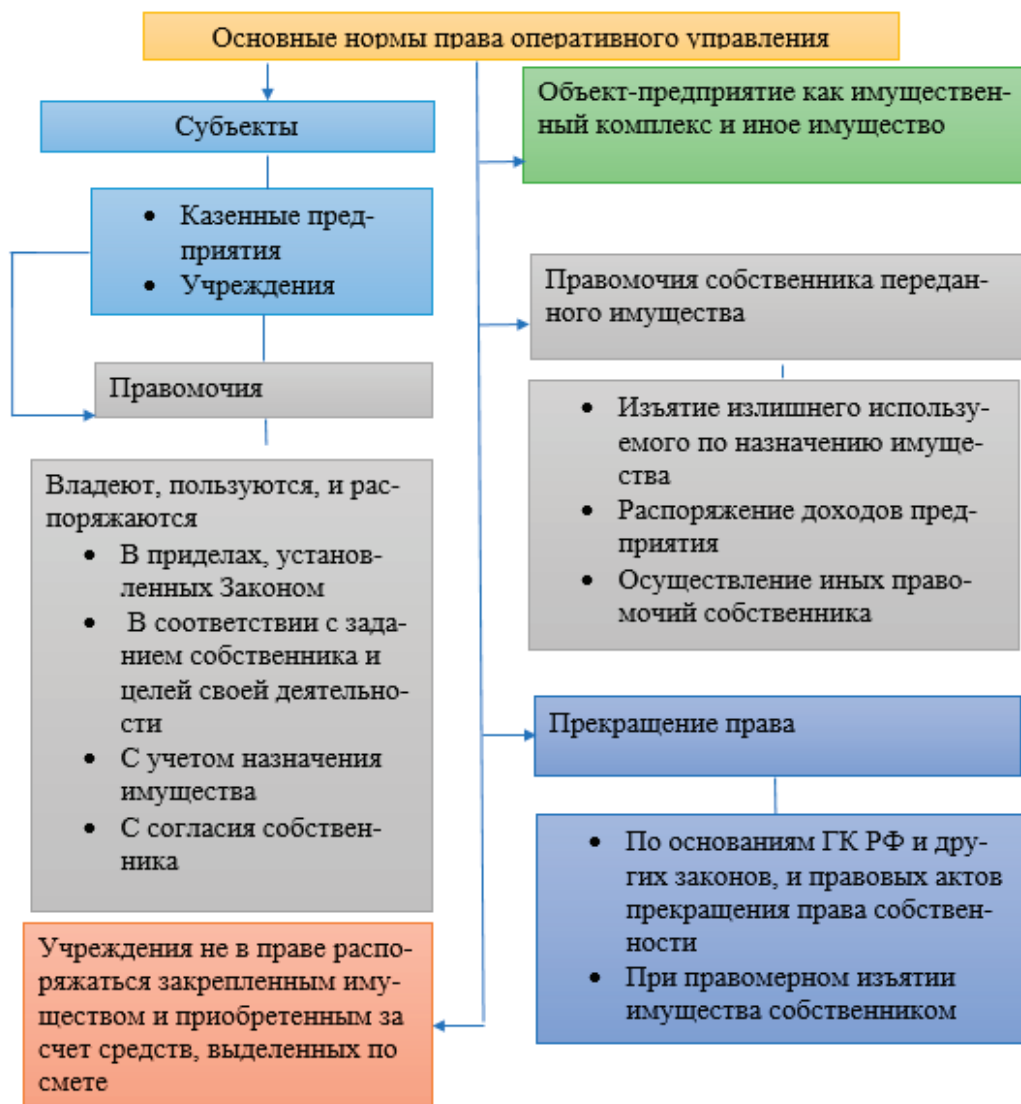 Основные нормы права оперативного управления
Субъекты
• Казенные пред-
приятия
• Учреждения
Правомочия
Владеют, пользуются, и рас-
поряжаются
• В приделах, установ-
ленных Законом
• В соответствии с зада-
нием собственника и
целей своей деятельно-
сти
• С учетом назначения
имущества
• С согласия собствен-
ника
Учреждения не в праве распо-
ряжаться закрепленным иму-
ществом и приобретенным за
счет средств, выделенных по
смете
Объект-предприятие как имуществен-
ный комплекс и иное имущество
Правомочия собственника передан-
ного имущества
• Изъятие излишнего использу-
емого по назначению имуще-
ства
• Распоряжение доходов пред-
приятия
• Осуществление иных право-
мочий собственника
Прекращение права
• По основаниям ГК РФ и дру-
гих законов, и правовых актов
прекращения права собствен-
ности
• При правомерном изъятии
имущества собственником